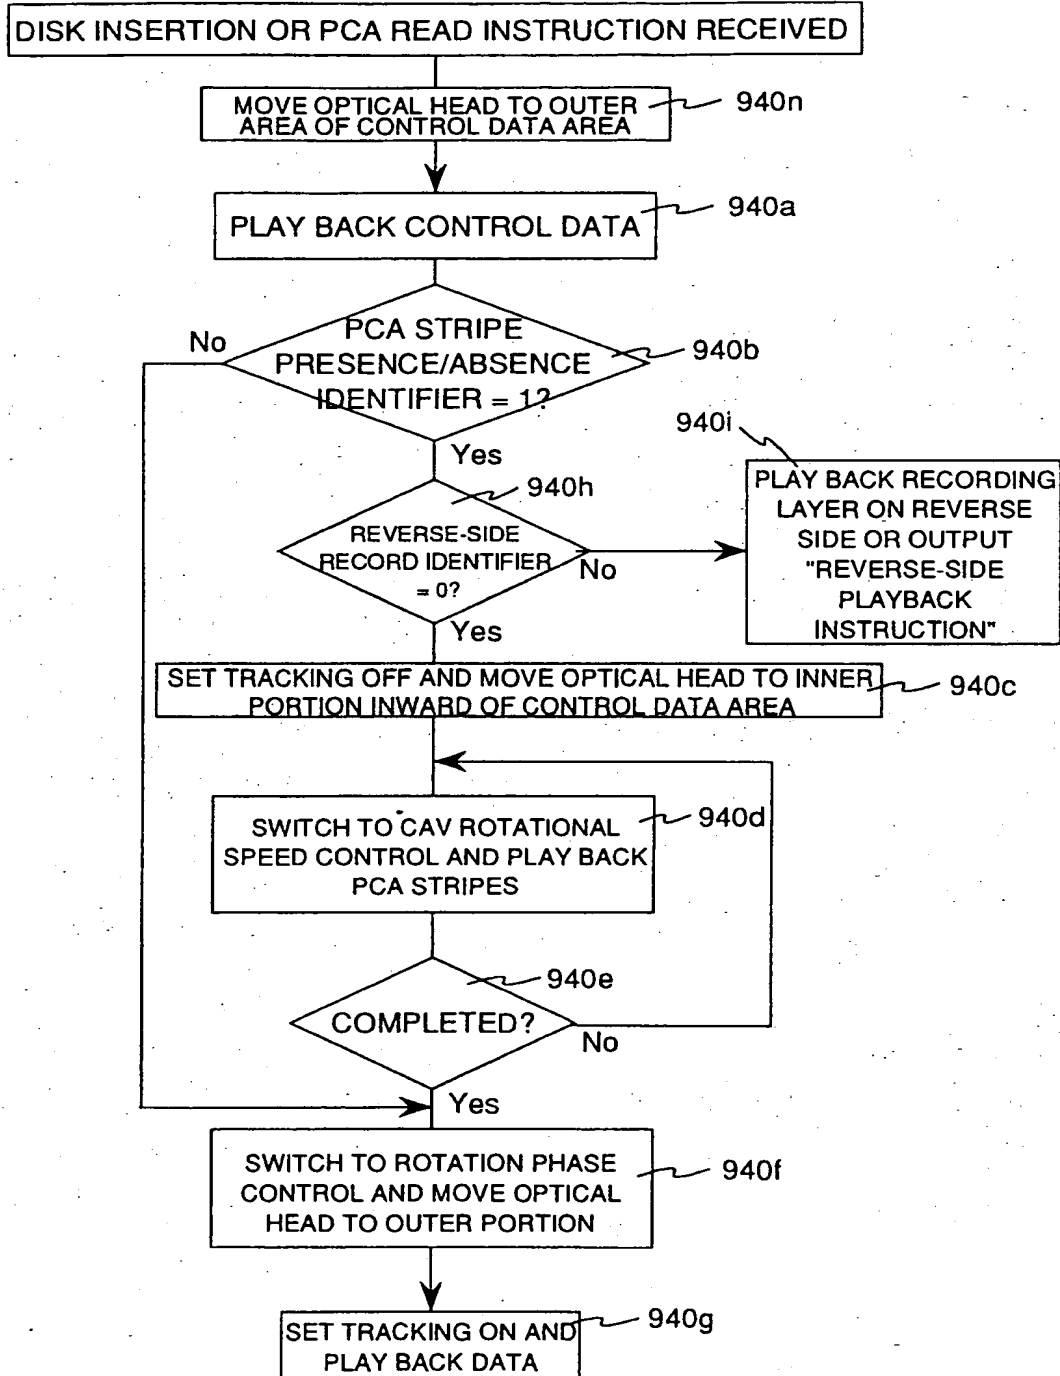 DISK INSERTION OR PCA READ INSTRUCTION RECEIVED
MOVE OPTICAL HEAD TO OUTER
AREA OF CONTROL DATA AREA
940n
PLAY BACK CONTROL DATA
940a
No
PCA STRIPE
PRESENCE/ABSENCE
IDENTIFIER = 1?
940b
Yes
940i
PLAY BACK RECORDING
LAYER ON REVERSE
SIDE OR OUTPUT
"REVERSE-SIDE
PLAYBACK
INSTRUCTION"
940h
REVERSE-SIDE
RECORD IDENTIFIER
= 0?
No
Yes
SET TRACKING OFF AND MOVE OPTICAL HEAD TO INNER
PORTION INWARD OF CONTROL DATA AREA
940c
SWITCH TO CAV ROTATIONAL
SPEED CONTROL AND PLAY BACK
PCA STRIPES
940d
940e
COMPLETED?
No
Yes
SWITCH TO ROTATION PHASE
CONTROL AND MOVE OPTICAL
HEAD TO OUTER PORTION
940f
SET TRACKING ON AND
PLAY BACK DATA
940g